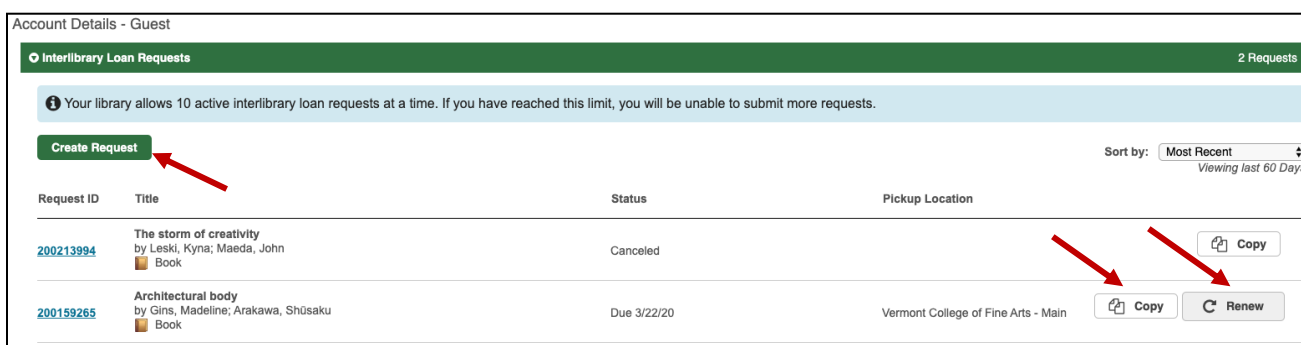 Account Details - Guest
Interlibrary Loan Requests 2 Requests
Your library allows 10 active interlibrary loan requests at a time. If you have reached this limit, you will be unable to submit more requests.
Create Request
Sort by: Most Recent
Viewing last 60 Days
Request ID Title Status Pickup Location
The storm of creativity
200213994 by Leski, Kyna; Maeda, John Canceled Copy
Book
Architectural body
200159265 by Gins, Madeline; Arakawa, Shūsaku Due 3/22/20 Vermont College of Fine Arts - Main Copy Renew
Book